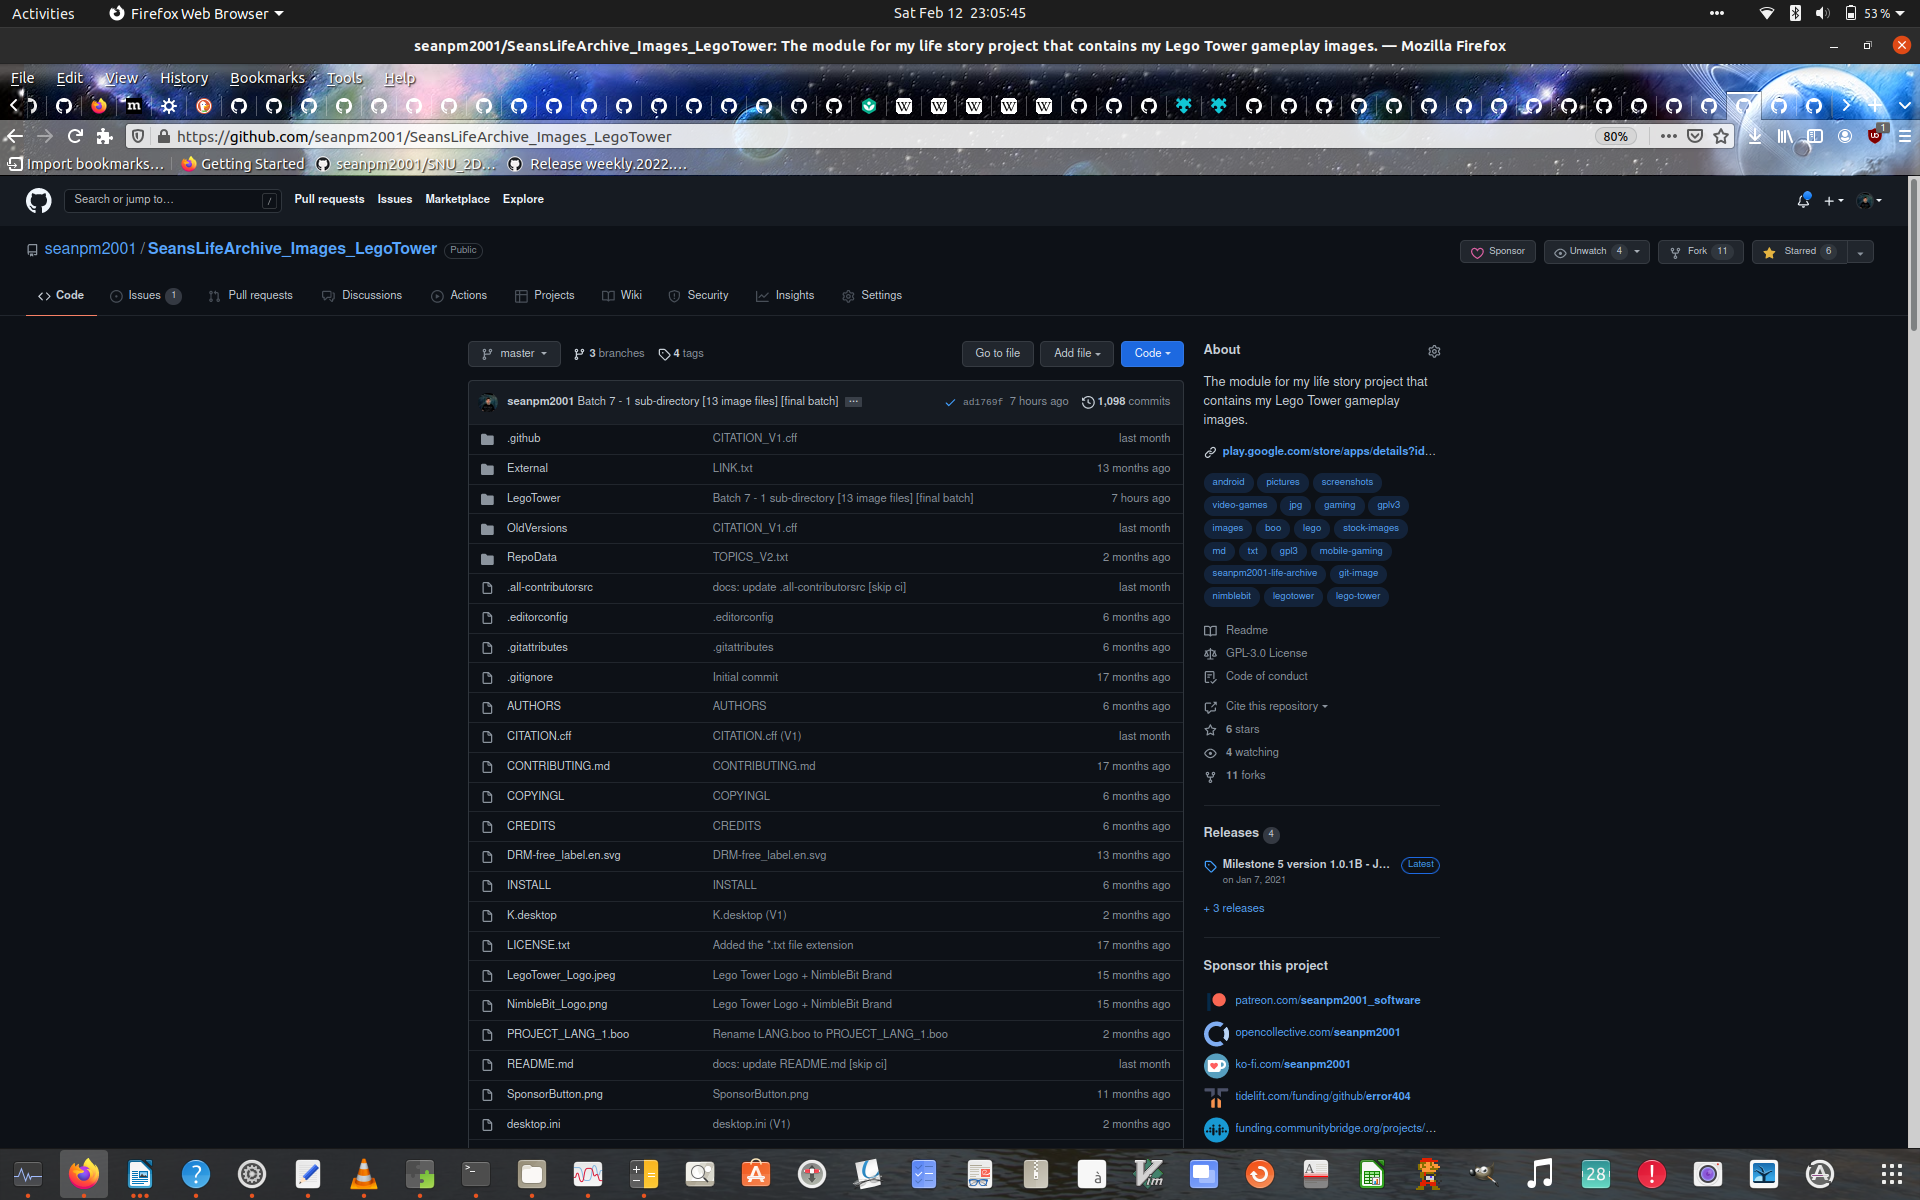 Activities Firefox Web Browser Sat Feb 12 23:05:45 53 %
seanpm2001/SeansLifeArchive_Images_LegoTower: The module for my life story project that contains my Lego Tower gameplay images. — Mozilla Firefox
File Edit View History Bookmarks Tools Help
https://github.com/seanpm2001/SeansLifeArchive_Images_LegoTower 80% 1
Import bookmarks… Getting Started seanpm2001/SNU_2D… Release weekly.2022.…
Search or jump to… / Pull requests Issues Marketplace Explore
seanpm2001 / SeansLifeArchive_Images_LegoTower Public Sponsor Unwatch 4 Fork 11 Starred 6
Code Issues 1 Pull requests Discussions Actions Projects Wiki Security Insights Settings
master 3 branches 4 tags Go to file Add file Code
seanpm2001 Batch 7 - 1 sub-directory [13 image files] [final batch] ad1769f 7 hours ago 1,098 commits
.github CITATION_V1.cff last month
External LINK.txt 13 months ago
LegoTower Batch 7 - 1 sub-directory [13 image files] [final batch] 7 hours ago
OldVersions CITATION_V1.cff last month
RepoData TOPICS_V2.txt 2 months ago
.all-contributorsrc docs: update .all-contributorsrc [skip ci] last month
.editorconfig .editorconfig 6 months ago
.gitattributes .gitattributes 6 months ago
.gitignore Initial commit 17 months ago
AUTHORS AUTHORS 6 months ago
CITATION.cff CITATION.cff (V1) last month
CONTRIBUTING.md CONTRIBUTING.md 17 months ago
COPYINGL COPYINGL 6 months ago
CREDITS CREDITS 6 months ago
DRM-free_label.en.svg DRM-free_label.en.svg 13 months ago
INSTALL INSTALL 6 months ago
K.desktop K.desktop (V1) 2 months ago
LICENSE.txt Added the *.txt file extension 17 months ago
LegoTower_Logo.jpeg Lego Tower Logo + NimbleBit Brand 15 months ago
NimbleBit_Logo.png Lego Tower Logo + NimbleBit Brand 15 months ago
PROJECT_LANG_1.boo Rename LANG.boo to PROJECT_LANG_1.boo 2 months ago
README.md docs: update README.md [skip ci] last month
SponsorButton.png SponsorButton.png 11 months ago
desktop.ini desktop.ini (V1) 2 months ago
About
The module for my life story project that
contains my Lego Tower gameplay
images.
play.google.com/store/apps/details?id…
android pictures screenshots
video-games jpg gaming gplv3
images boo lego stock-images
md txt gpl3 mobile-gaming
seanpm2001-life-archive git-image
nimblebit legotower lego-tower
Readme
GPL-3.0 License
Code of conduct
Cite this repository
6 stars
4 watching
11 forks
Releases 4
Milestone 5 version 1.0.1B - J… Latest
on Jan 7, 2021
+ 3 releases
Sponsor this project
patreon.com/seanpm2001_software
opencollective.com/seanpm2001
ko-fi.com/seanpm2001
tidelift.com/funding/github/error404
funding.communitybridge.org/projects/…
28